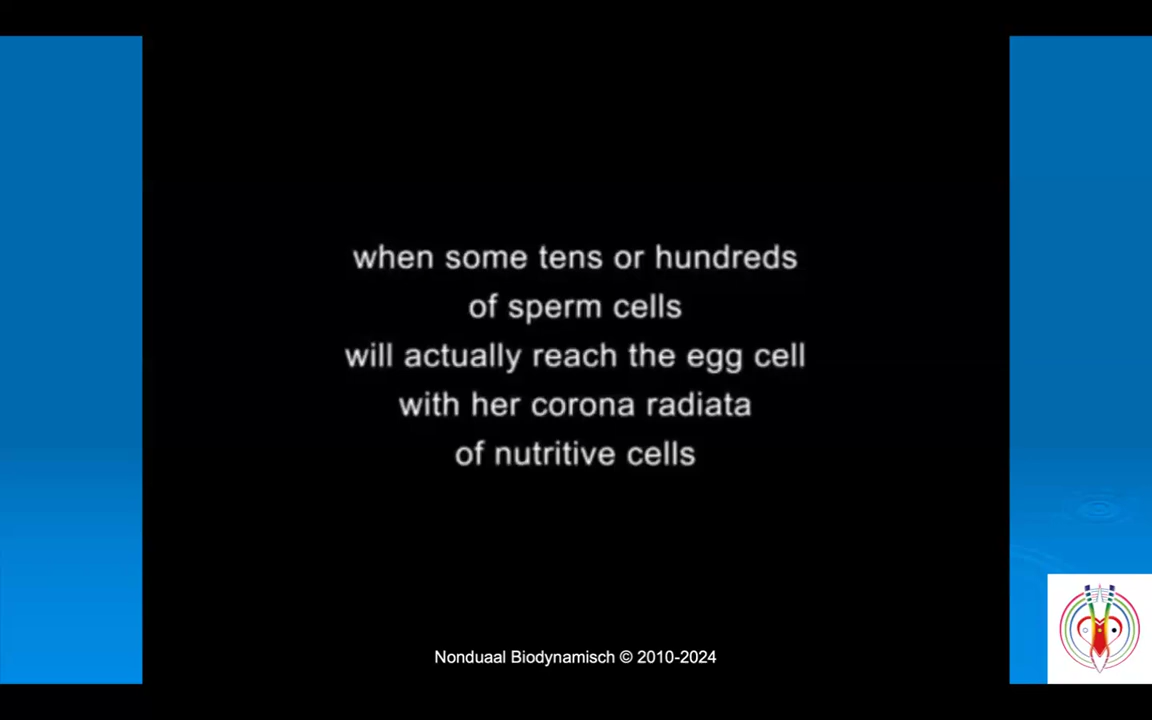 when some tens or hundreds
of sperm cells
will actually reach the egg cell
with her corona radiata
of nutritive cells
Nonduaal Biodynamisch © 2010-2024